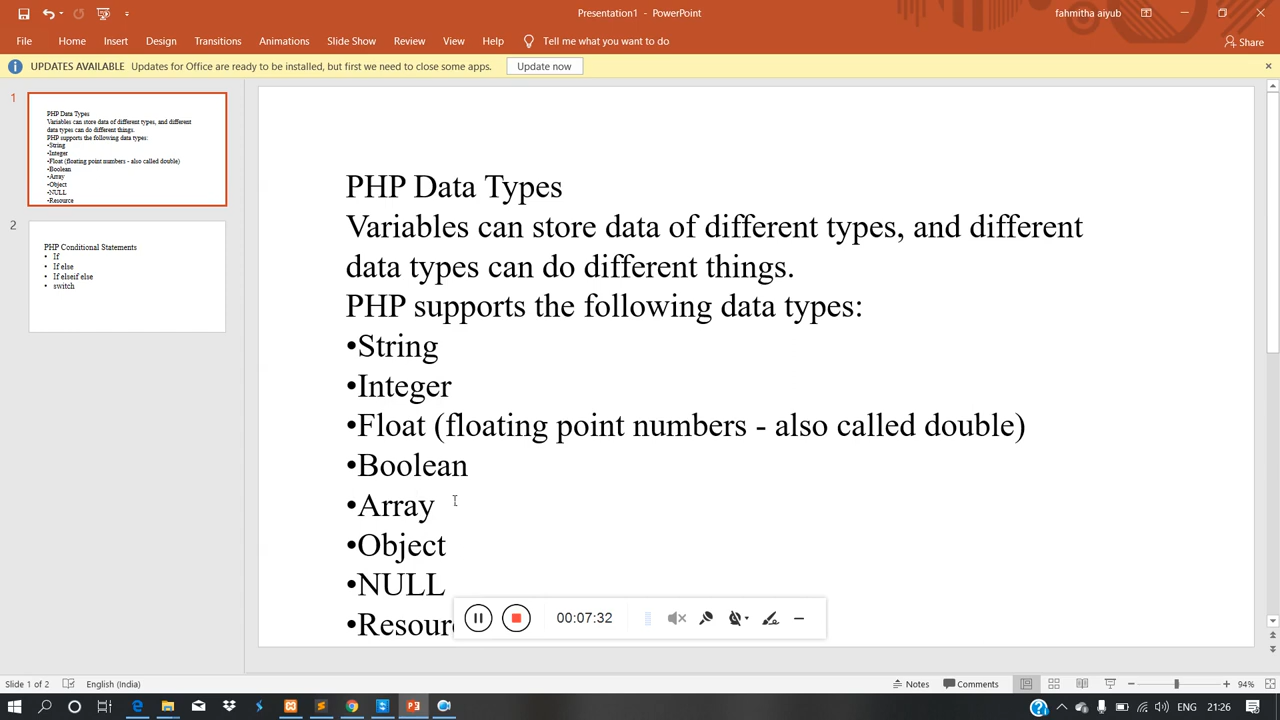 Presentation1 - PowerPoint
fahmitha aiyub
File Home Insert Design Transitions Animations Slide Show Review View Help Tell me what you want to do Share
UPDATES AVAILABLE Updates for Office are ready to be installed, but first we need to close some apps. Update now
1
PHP Data Types
Variables can store data of different types, and different
data types can do different things.
PHP supports the following data types:
•String
•Integer
•Float (floating point numbers - also called double)
•Boolean
•Array
•Object
•NULL
•Resource
2
PHP Conditional Statements
• If
• If else
• If elseif else
• switch
PHP Data Types
Variables can store data of different types, and different
data types can do different things.
PHP supports the following data types:
•String
•Integer
•Float (floating point numbers - also called double)
•Boolean
•Array
•Object
•NULL
•Resour
00:07:32
Slide 1 of 2 English (India) Notes Comments 94%
ENG 21:26